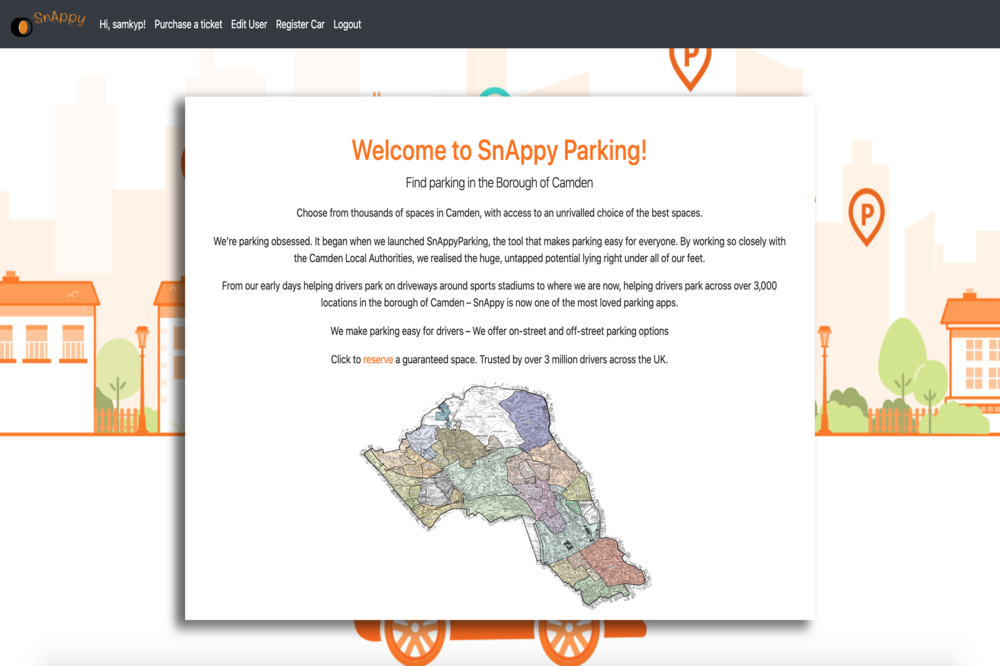 SnAppy
Hi, samkyp! Purchase a ticket Edit User Register Car Logout
P
P
Welcome to SnAppy Parking!
Find parking in the Borough of Camden
Choose from thousands of spaces in Camden, with access to an unrivalled choice of the best spaces.
We're parking obsessed. It began when we launched SnAppyParking, the tool that makes parking easy for everyone. By working so closely with
the Camden Local Authorities, we realised the huge, untapped potential lying right under all of our feet.
From our early days helping drivers park on driveways around sports stadiums to where we are now, helping drivers park across over 3,000
locations in the borough of Camden – SnAppy is now one of the most loved parking apps.
We make parking easy for drivers – We offer on-street and off-street parking options
Click to reserve a guaranteed space. Trusted by over 3 million drivers across the UK.